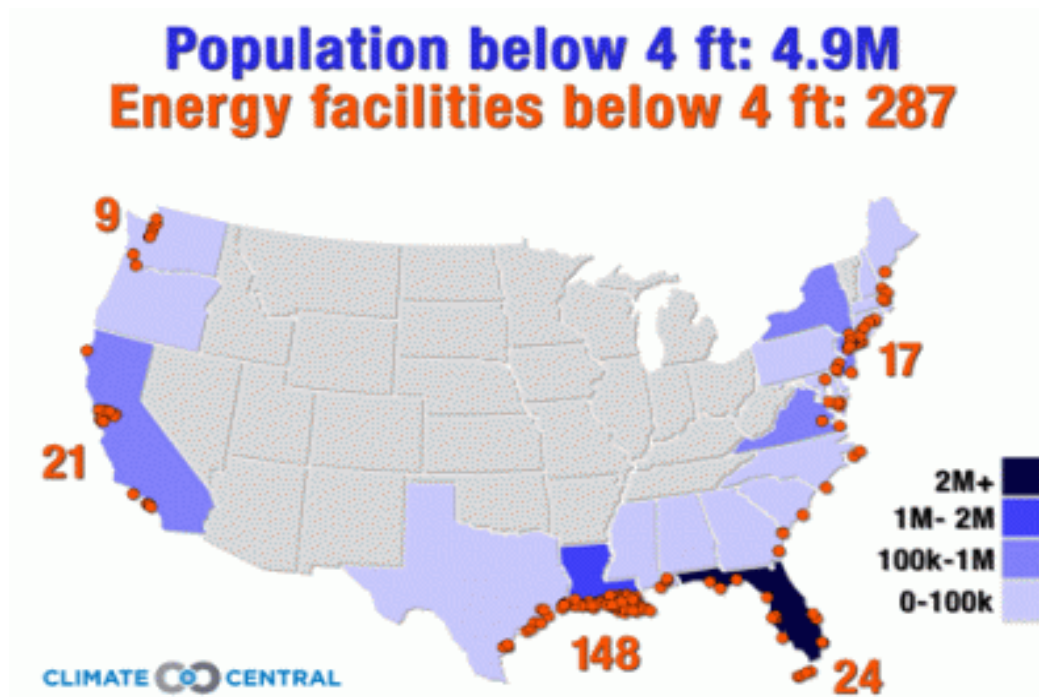 Population below 4 ft: 4.9M
Energy facilities below 4 ft: 287
9
17
21
2M+
1M- 2M
100k-1M
0-100k
148
24
CLIMATE CENTRAL